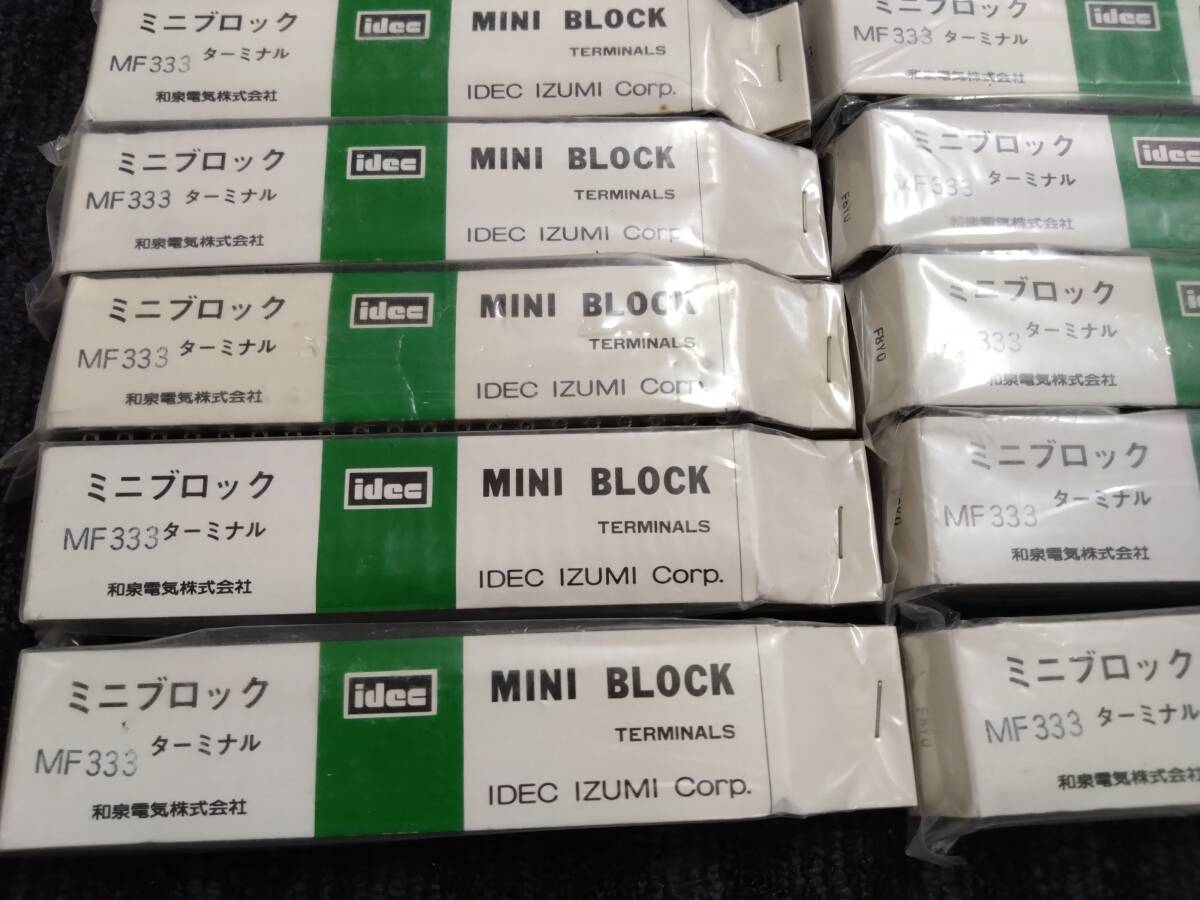 ミニブロック
MF333 ターミナル
和泉電気株式会社
idec
MINI BLOCK
TERMINALS
IDEC IZUMI Corp.
ミニブロック
MF333 ターミナル
和泉電気株式会社
idec
MINI BLOCK
TERMINALS
IDEC IZUMI Corp
ミニブロック
MF333 ターミナル
和泉電気株式会社
idec
MINI BLOCK
TERMINALS
IDEC IZUMI Corp.
ミニブロック
MF333 ターミナル
和泉電気株式会社
idec
MINI BLOCK
TERMINALS
IDEC IZUMI Corp.
ミニブロック
MF333 ターミナル
和泉電気株式会社
idec
MINI BLOCK
TERMINALS
IDEC IZUMI Corp.
ミニブロック
MF333 ターミナル
和泉電気株式会社
idec
ミニブロック
MF333 ターミナル
和泉電気株式会社
idec
ミニブロック
333 ターミナル
和泉電気株式会社
ミニブロック
MF333 ターミナル
和泉電気株式会社
ミニブロック
MF333 ターミナル
和泉電気株式会社